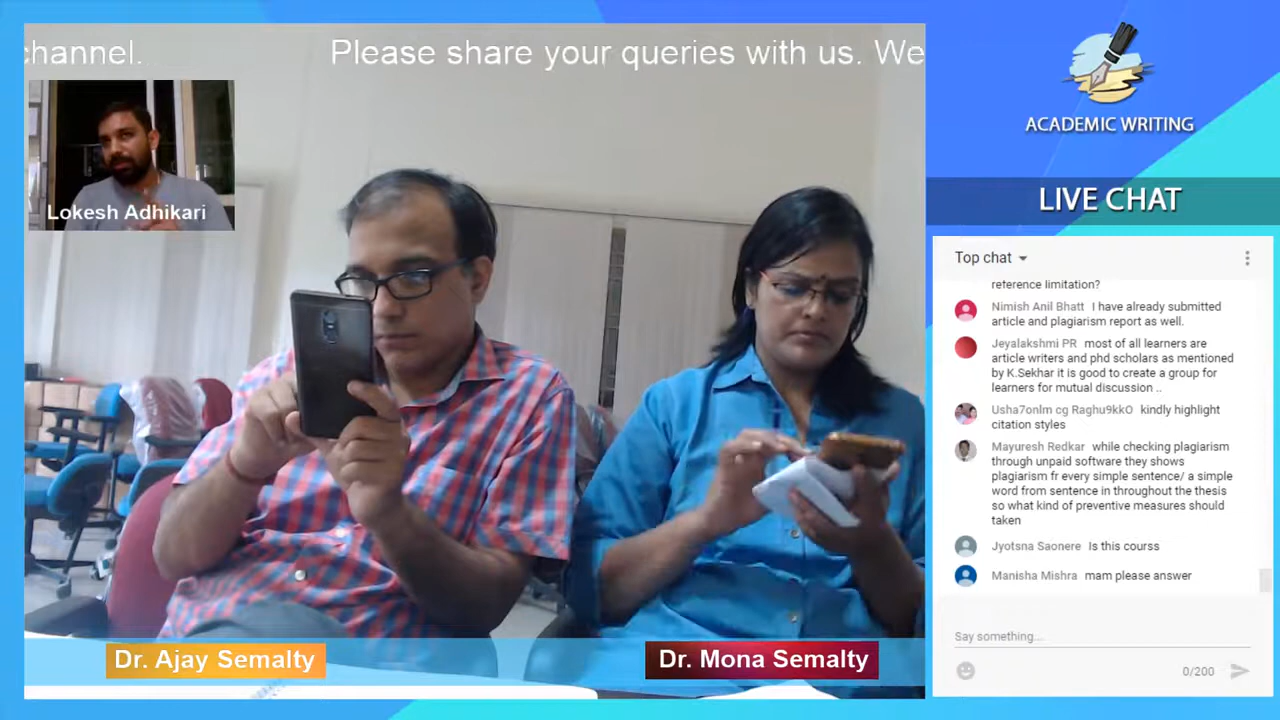 channel.
Please share your queries with us. We
Lokesh Adhikari
Dr. Ajay Semalty
Dr. Mona Semalty
ACADEMIC WRITING
LIVE CHAT
Top chat
reference limitation?
Nimish Anil Bhatt I have already submitted
article and plagiarism report as well.
Jeyalakshmi PR most of all learners are
article writers and phd scholars as mentioned
by K.Sekhar it is good to create a group for
learners for mutual discussion ..
Usha7onlm cg Raghu9kkO kindly highlight
citation styles
Mayuresh Redkar while checking plagiarism
through unpaid software they shows
plagiarism fr every simple sentence/ a simple
word from sentence in throughout the thesis
so what kind of preventive measures should
taken
Jyotsna Saonere Is this courss
Manisha Mishra mam please answer
Say something...
0/200